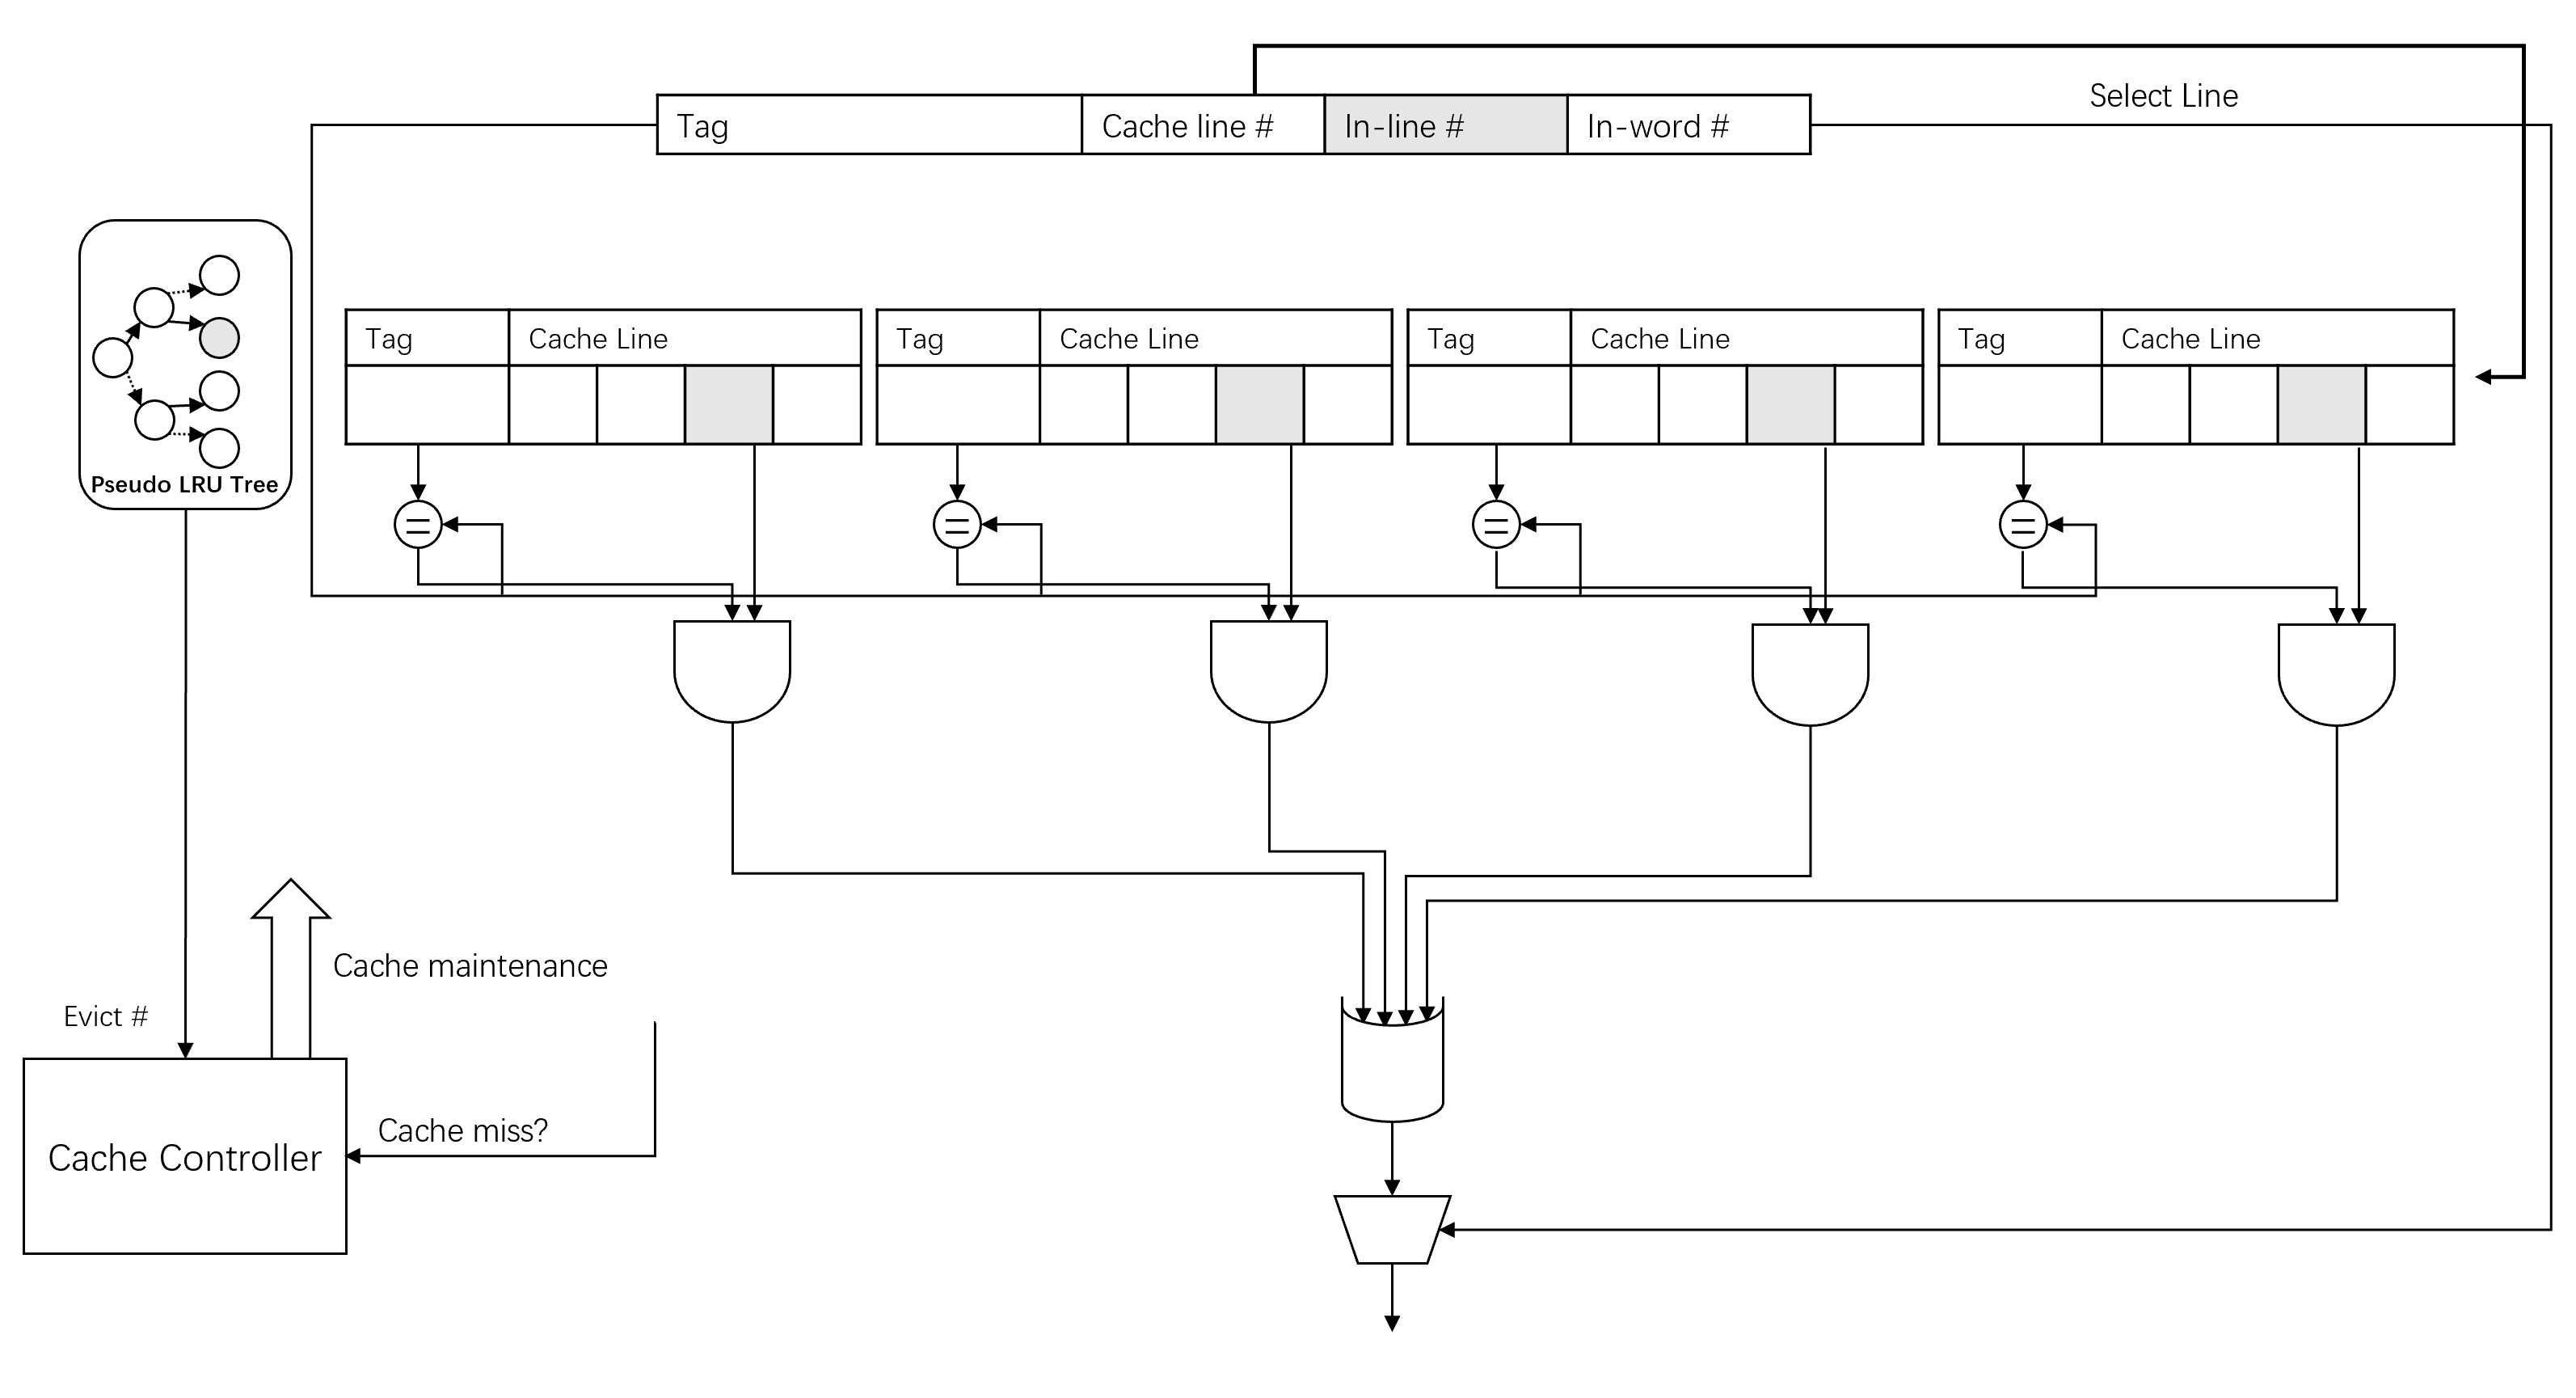 Select Line
Tag Cache line # In-line # In-word #
Tag Cache Line Tag Cache Line Tag Cache Line Tag Cache Line
Pseudo LRU Tree
= = = =
Cache maintenance
Evict #
Cache miss?
Cache Controller